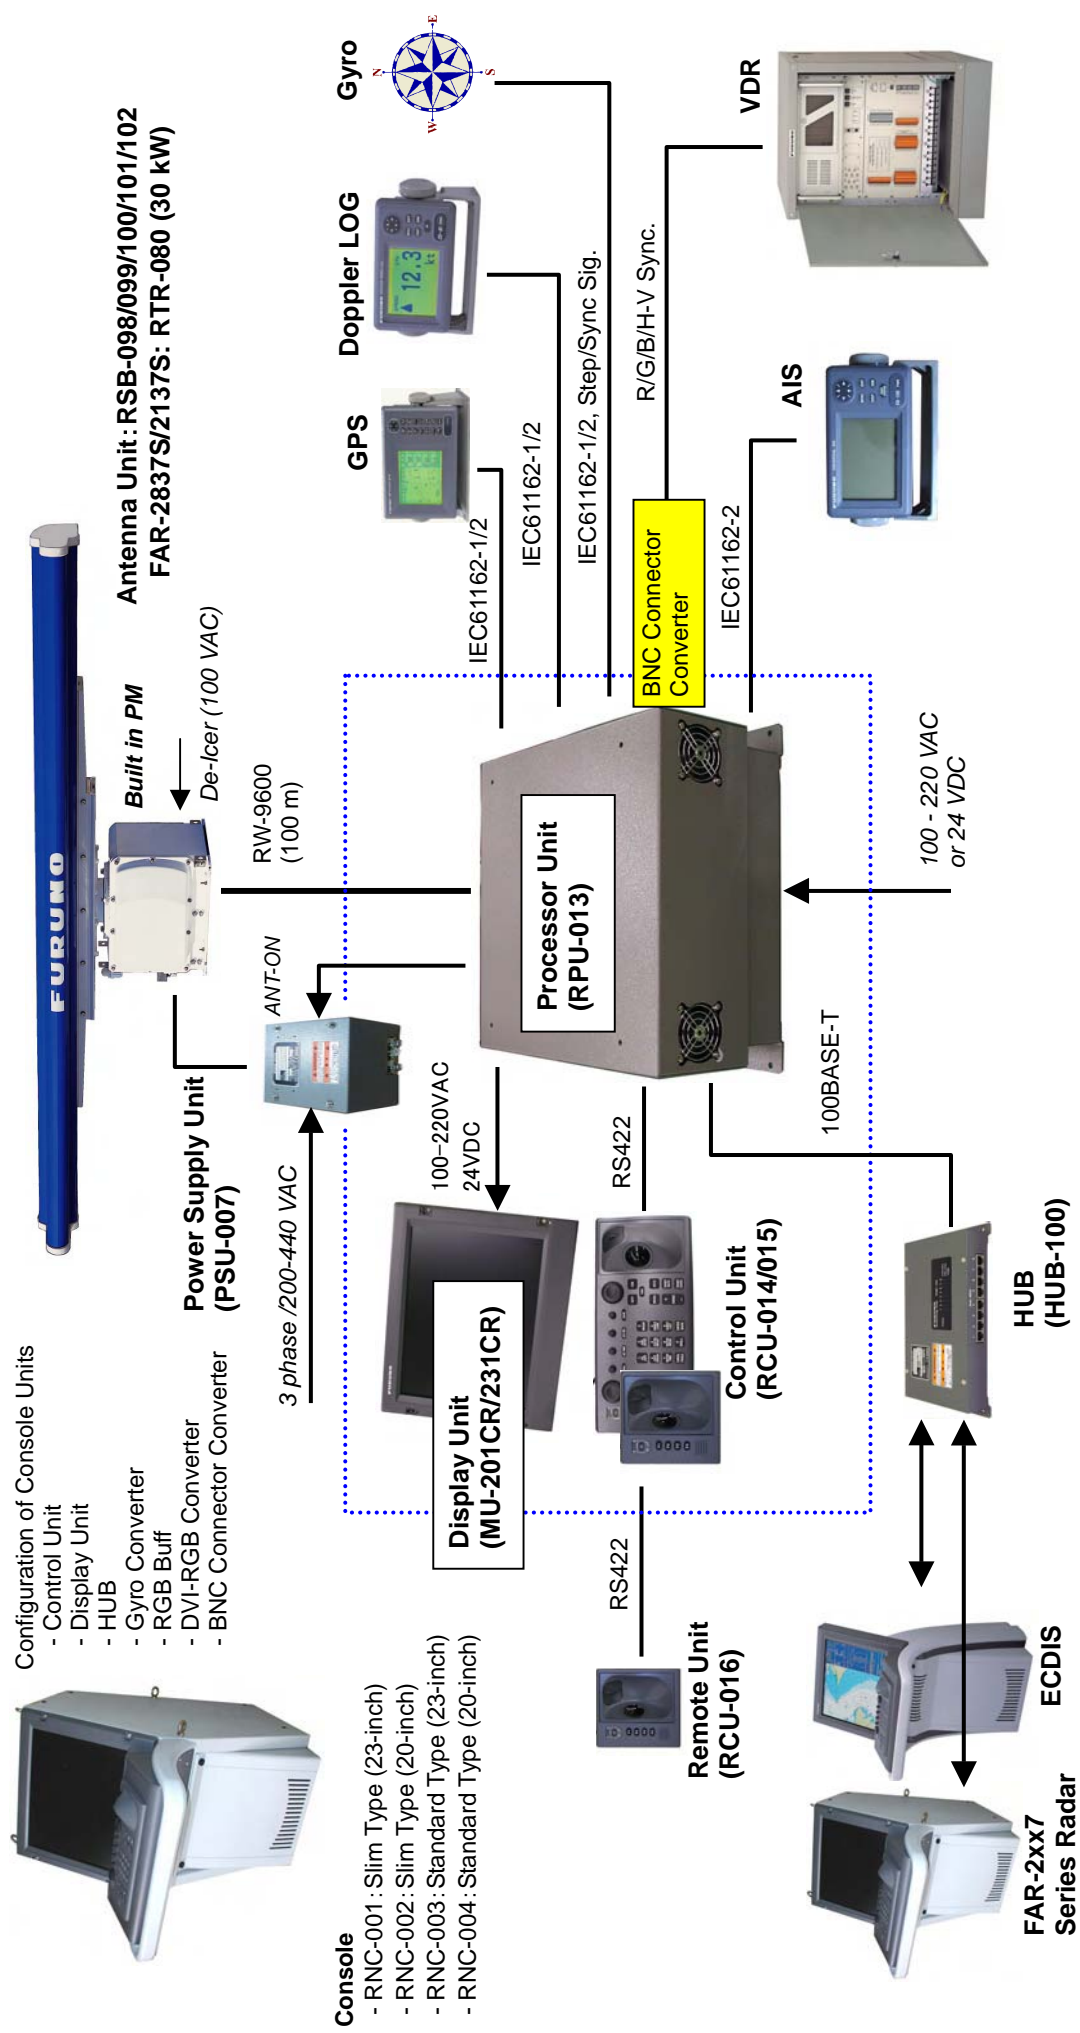 Configuration of Console Units
- Control Unit
- Display Unit
- HUB
- Gyro Converter
- RGB Buff
- DVI-RGB Converter
- BNC Connector Converter
Console
- RNC-001: Slim Type (23-inch)
- RNC-002: Slim Type (20-inch)
- RNC-003: Standard Type (23-inch)
- RNC-004: Standard Type (20-inch)
FURUNO
Antenna Unit: RSB-098/099/100/101/102
FAR-2837S/2137S: RTR-080 (30 kW)
Built in PM
De-Icer (100 VAC)
Power Supply Unit
(PSU-007)
3 phase /200-440 VAC
ANT-ON
RW-9600
(100 m)
GPS
Doppler LOG
12.3
kt
Gyro
N
E
S
W
IEC61162-1/2
IEC61162-1/2
IEC61162-1/2, Step/Sync Sig.
R/G/B/H-V Sync.
VDR
BNC Connector
Converter
IEC61162-2
AIS
Display Unit
(MU-201CR/231CR)
100-220VAC
24VDC
Processor Unit
(RPU-013)
RS422
Control Unit
(RCU-014/015)
RS422
Remote Unit
(RCU-016)
100BASE-T
100 - 220 VAC
or 24 VDC
HUB
(HUB-100)
ECDIS
FAR-2xx7
Series Radar